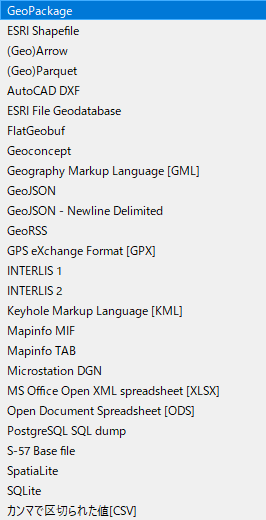 GeoPackage
ESRI Shapefile
(Geo)Arrow
(Geo)Parquet
AutoCAD DXF
ESRI File Geodatabase
FlatGeobuf
Geoconcept
Geography Markup Language [GML]
GeoJSON
GeoJSON - Newline Delimited
GeoRSS
GPS eXchange Format [GPX]
INTERLIS 1
INTERLIS 2
Keyhole Markup Language [KML]
Mapinfo MIF
Mapinfo TAB
Microstation DGN
MS Office Open XML spreadsheet [XLSX]
Open Document Spreadsheet [ODS]
PostgreSQL SQL dump
S-57 Base file
SpatiaLite
SQLite
カンマで区切られた値[CSV]